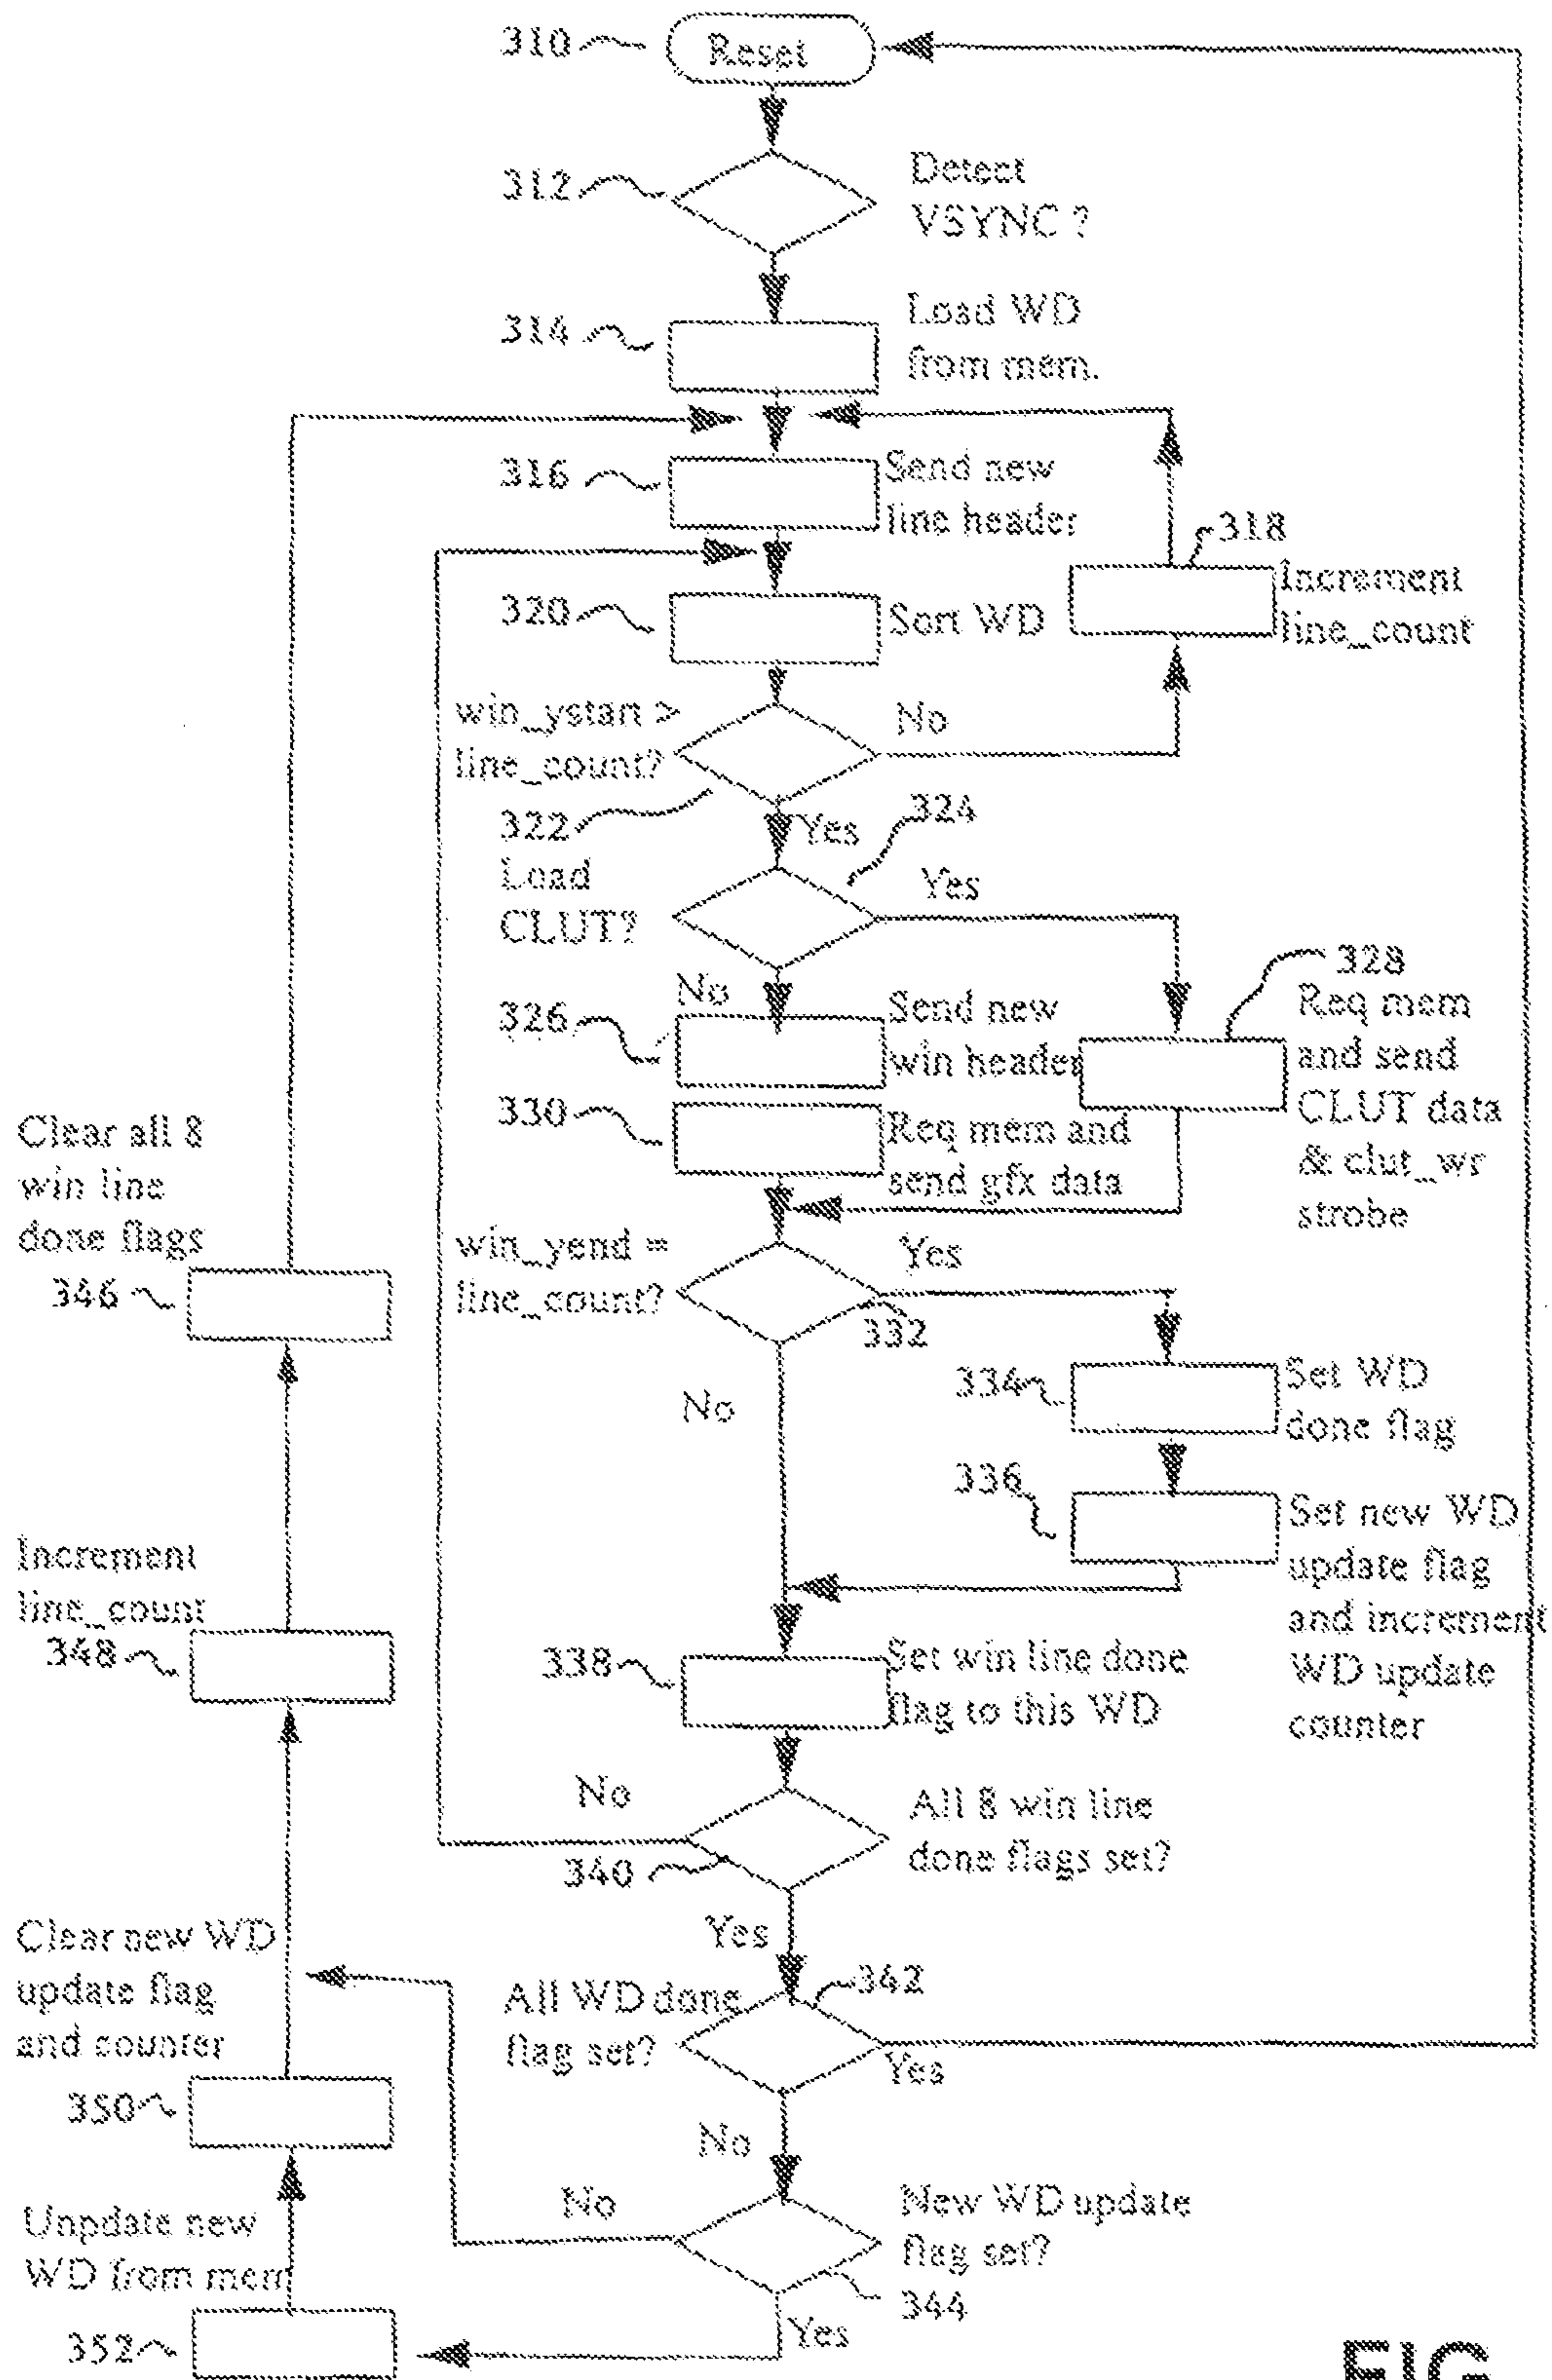 310
Reset
312
Detect
VSYNC ?
314
Load WD
from mem.
316
Send new
line header
318
Increment
line_count
320
Sort WD
win_ystart >
line_count?
No
322
Yes
324
Load
CLUT?
Yes
No
326
Send new
win header
328
Req mem
and send
CLUT data
& clut_wr
strobe
330
Req mem and
send gfx data
Clear all 8
win line
done flags
346
win_yend =
line_count?
Yes
332
No
334
Set WD
done flag
336
Set new WD
update flag
and increment
WD update
counter
Increment
line_count
348
338
Set win line done
flag to this WD
No
340
All 8 win line
done flags set?
Yes
Clear new WD
update flag
and counter
350
All WD done
flag set?
342
Yes
No
No
New WD update
flag set?
344
Yes
Unpdate new
WD from mem
352
FIG